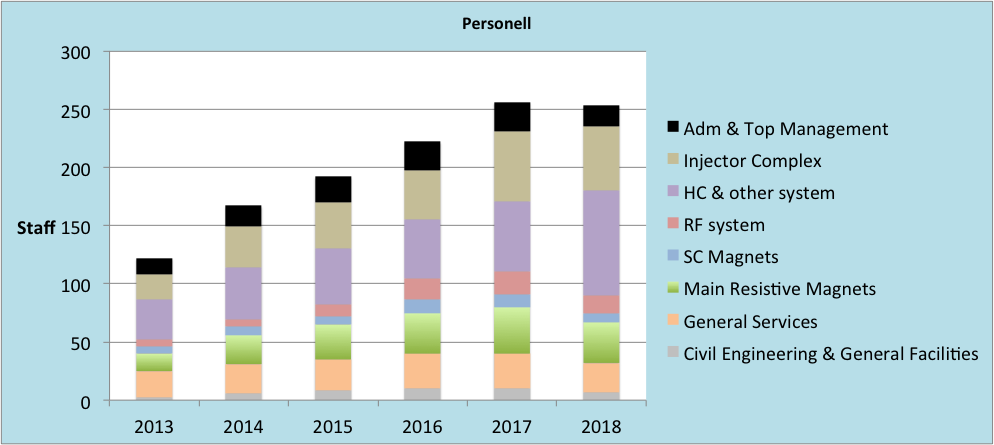 Personell
300
250
200
Staff 150
100
50
0
2013 2014 2015 2016 2017 2018
Adm & Top Management
Injector Complex
HC & other system
RF system
SC Magnets
Main Resistive Magnets
General Services
Civil Engineering & General Facilities